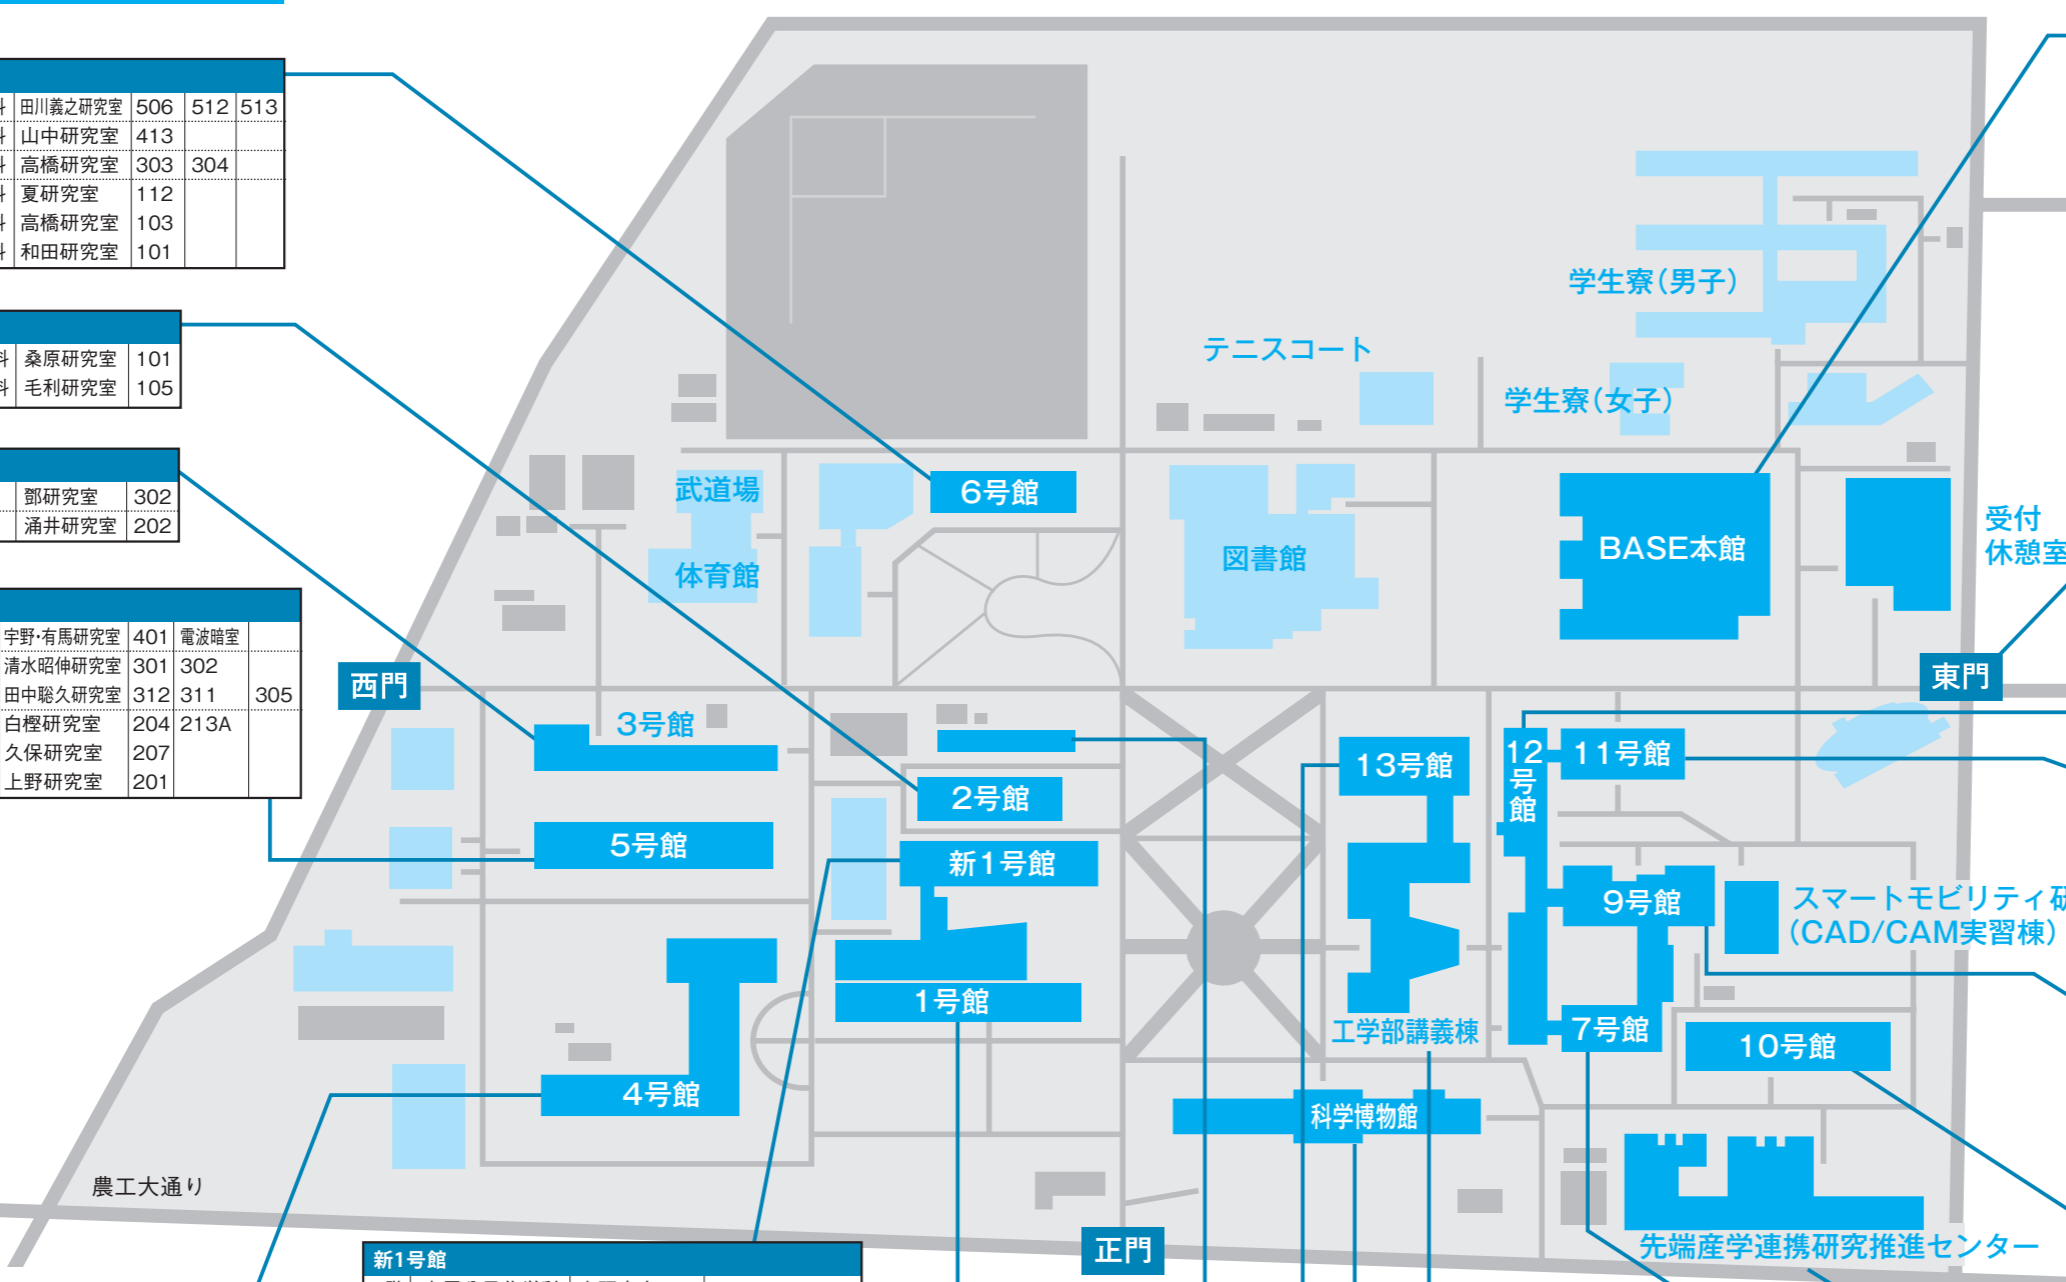 田川義之研究室 506 512 513
山中研究室 413
高橋研究室 303 304
夏研究室 112
高橋研究室 103
和田研究室 101
科 桑原研究室 101
科 毛利研究室 105
鄧研究室 302
涌井研究室 202
宇野・有馬研究室 401 電波暗室
清水昭伸研究室 301 302
田中聡久研究室 312 311 305
白樫研究室 204 213A
久保研究室 207
上野研究室 201
学生寮(男子)
テニスコート
学生寮(女子)
武道場
6号館
体育館
図書館
BASE本館
受付
休憩室
西門
東門
3号館
2号館
13号館
12号館
11号館
5号館
新1号館
9号館
スマートモビリティ研
(CAD/CAM実習棟)
1号館
工学部講義棟
7号館
10号館
4号館
科学博物館
農工大通り
正門
先端産学連携研究推進センター
新1号館